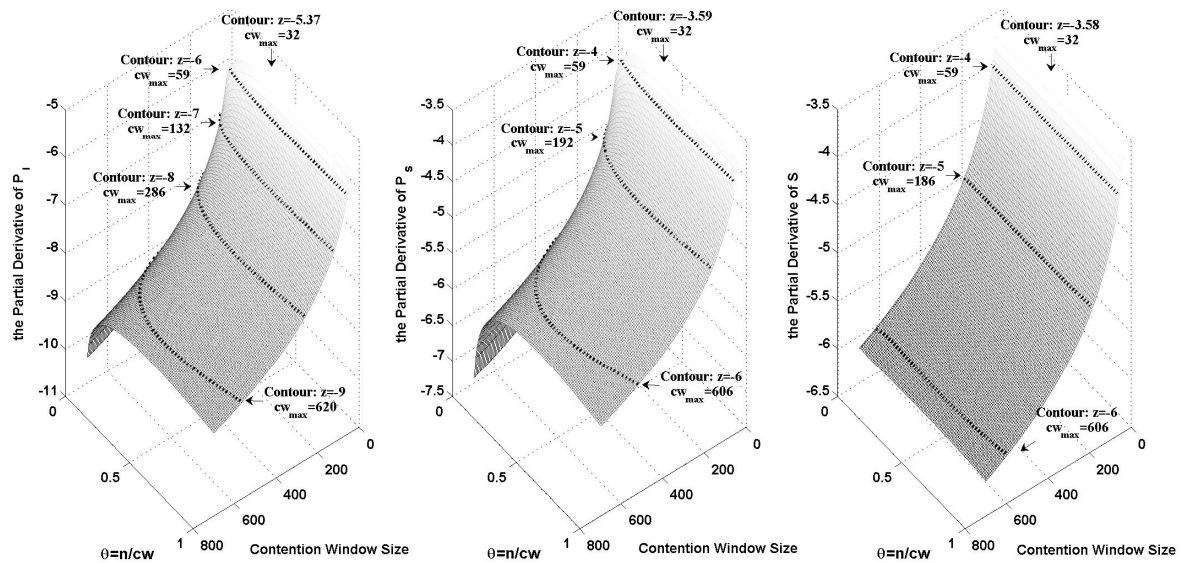 Contour: z=-5.37
cw_max=32
Contour: z=-6
cw_max=59
Contour: z=-7
cw_max=132
Contour: z=-8
cw_max=286
Contour: z=-9
cw_max=620
the Partial Derivative of P_I
-5
-6
-7
-8
-9
-10
-11
0
0.5
1
800
600
400
200
0
θ=n/cw
Contention Window Size
Contour: z=-3.59
cw_max=32
Contour: z=-4
cw_max=59
Contour: z=-5
cw_max=192
Contour: z=-6
cw_max=606
the Partial Derivative of P_s
-3.5
-4
-4.5
-5
-5.5
-6
-6.5
-7
-7.5
0
0.5
1
800
600
400
200
0
θ=n/cw
Contention Window Size
Contour: z=-3.58
cw_max=32
Contour: z=-4
cw_max=59
Contour: z=-5
cw_max=186
Contour: z=-6
cw_max=606
the Partial Derivative of S
-3.5
-4
-4.5
-5
-5.5
-6
-6.5
0
0.5
1
800
600
400
200
0
θ=n/cw
Contention Window Size